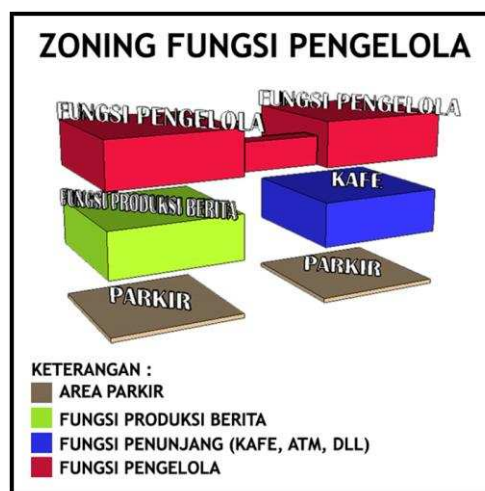 ZONING FUNGSI PENGELOLA
FUNGSI PENGELOLA
FUNGSI PENGELOLA
FUNGSI PRODUKSI BERITA
KAFE
PARKIR
PARKIR
KETERANGAN :
AREA PARKIR
FUNGSI PRODUKSI BERITA
FUNGSI PENUNJANG (KAFE, ATM, DLL)
FUNGSI PENGELOLA